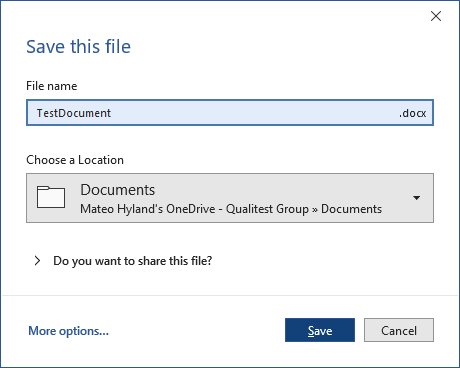 Save this file
File name
TestDocument .docx
Choose a Location
Documents
Mateo Hyland's OneDrive - Qualitest Group » Documents
Do you want to share this file?
More options...
Save
Cancel